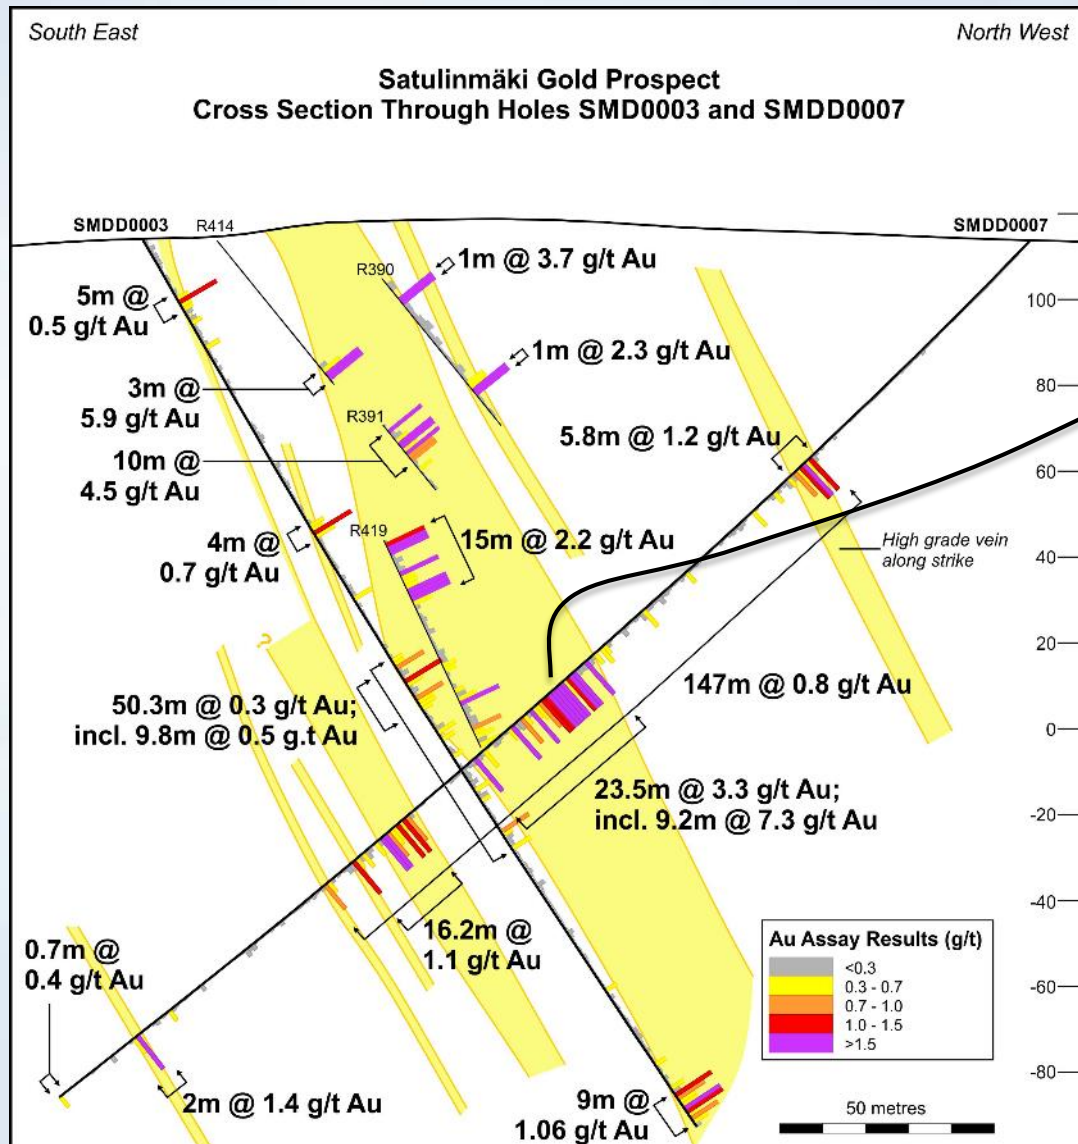 South East
North West
Satulinmäki Gold Prospect
Cross Section Through Holes SMD0003 and SMDD0007
SMDD0003
R414
SMDD0007
R390
1m @ 3.7 g/t Au
5m @
0.5 g/t Au
100
1m @ 2.3 g/t Au
3m @
5.9 g/t Au
80
R391
5.8m @ 1.2 g/t Au
10m @
4.5 g/t Au
60
4m @
0.7 g/t Au
R419
15m @ 2.2 g/t Au
High grade vein
along strike
40
?
20
50.3m @ 0.3 g/t Au;
incl. 9.8m @ 0.5 g.t Au
147m @ 0.8 g/t Au
0
23.5m @ 3.3 g/t Au;
incl. 9.2m @ 7.3 g/t Au
-20
-40
16.2m @
1.1 g/t Au
0.7m @
0.4 g/t Au
Au Assay Results (g/t)
<0.3
0.3 - 0.7
0.7 - 1.0
1.0 - 1.5
>1.5
-60
-80
2m @ 1.4 g/t Au
9m @
1.06 g/t Au
50 metres